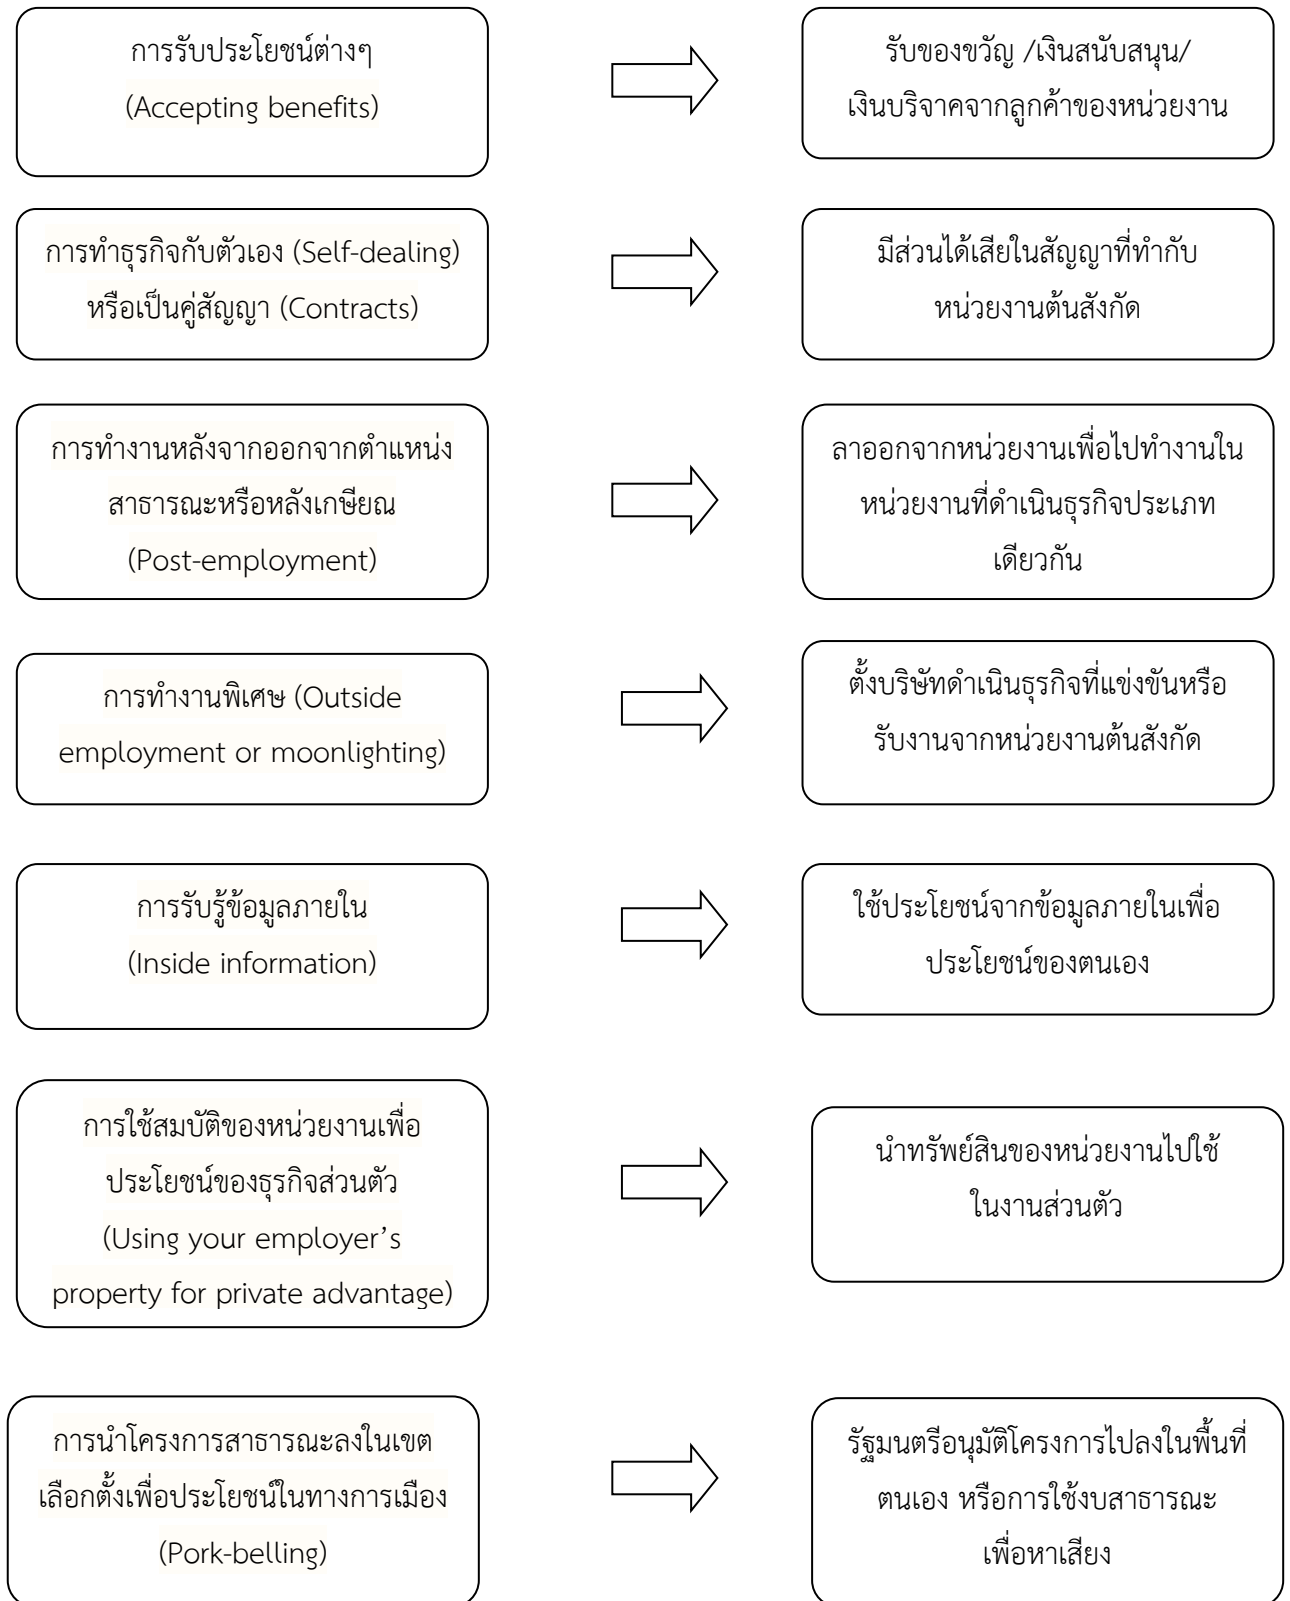 การรับประโยชน์ต่างๆ
(Accepting benefits)
รับของขวัญ /เงินสนับสนุน/
เงินบริจาคจากลูกค้าของหน่วยงาน
การทำธุรกิจกับตัวเอง (Self-dealing)
หรือเป็นคู่สัญญา (Contracts)
มีส่วนได้เสียในสัญญาที่ทำกับ
หน่วยงานต้นสังกัด
การทำงานหลังจากออกจากตำแหน่ง
สาธารณะหรือหลังเกษียณ
(Post-employment)
ลาออกจากหน่วยงานเพื่อไปทำงานใน
หน่วยงานที่ดำเนินธุรกิจประเภท
เดียวกัน
การทำงานพิเศษ (Outside
employment or moonlighting)
ตั้งบริษัทดำเนินธุรกิจที่แข่งขันหรือ
รับงานจากหน่วยงานต้นสังกัด
การรับรู้ข้อมูลภายใน
(Inside information)
ใช้ประโยชน์จากข้อมูลภายในเพื่อ
ประโยชน์ของตนเอง
การใช้สมบัติของหน่วยงานเพื่อ
ประโยชน์ของธุรกิจส่วนตัว
(Using your employer’s
property for private advantage)
นำทรัพย์สินของหน่วยงานไปใช้
ในงานส่วนตัว
การนำโครงการสาธารณะลงในเขต
เลือกตั้งเพื่อประโยชน์ในทางการเมือง
(Pork-belling)
รัฐมนตรีอนุมัติโครงการไปลงในพื้นที่
ตนเอง หรือการใช้งบสาธารณะ
เพื่อหาเสียง